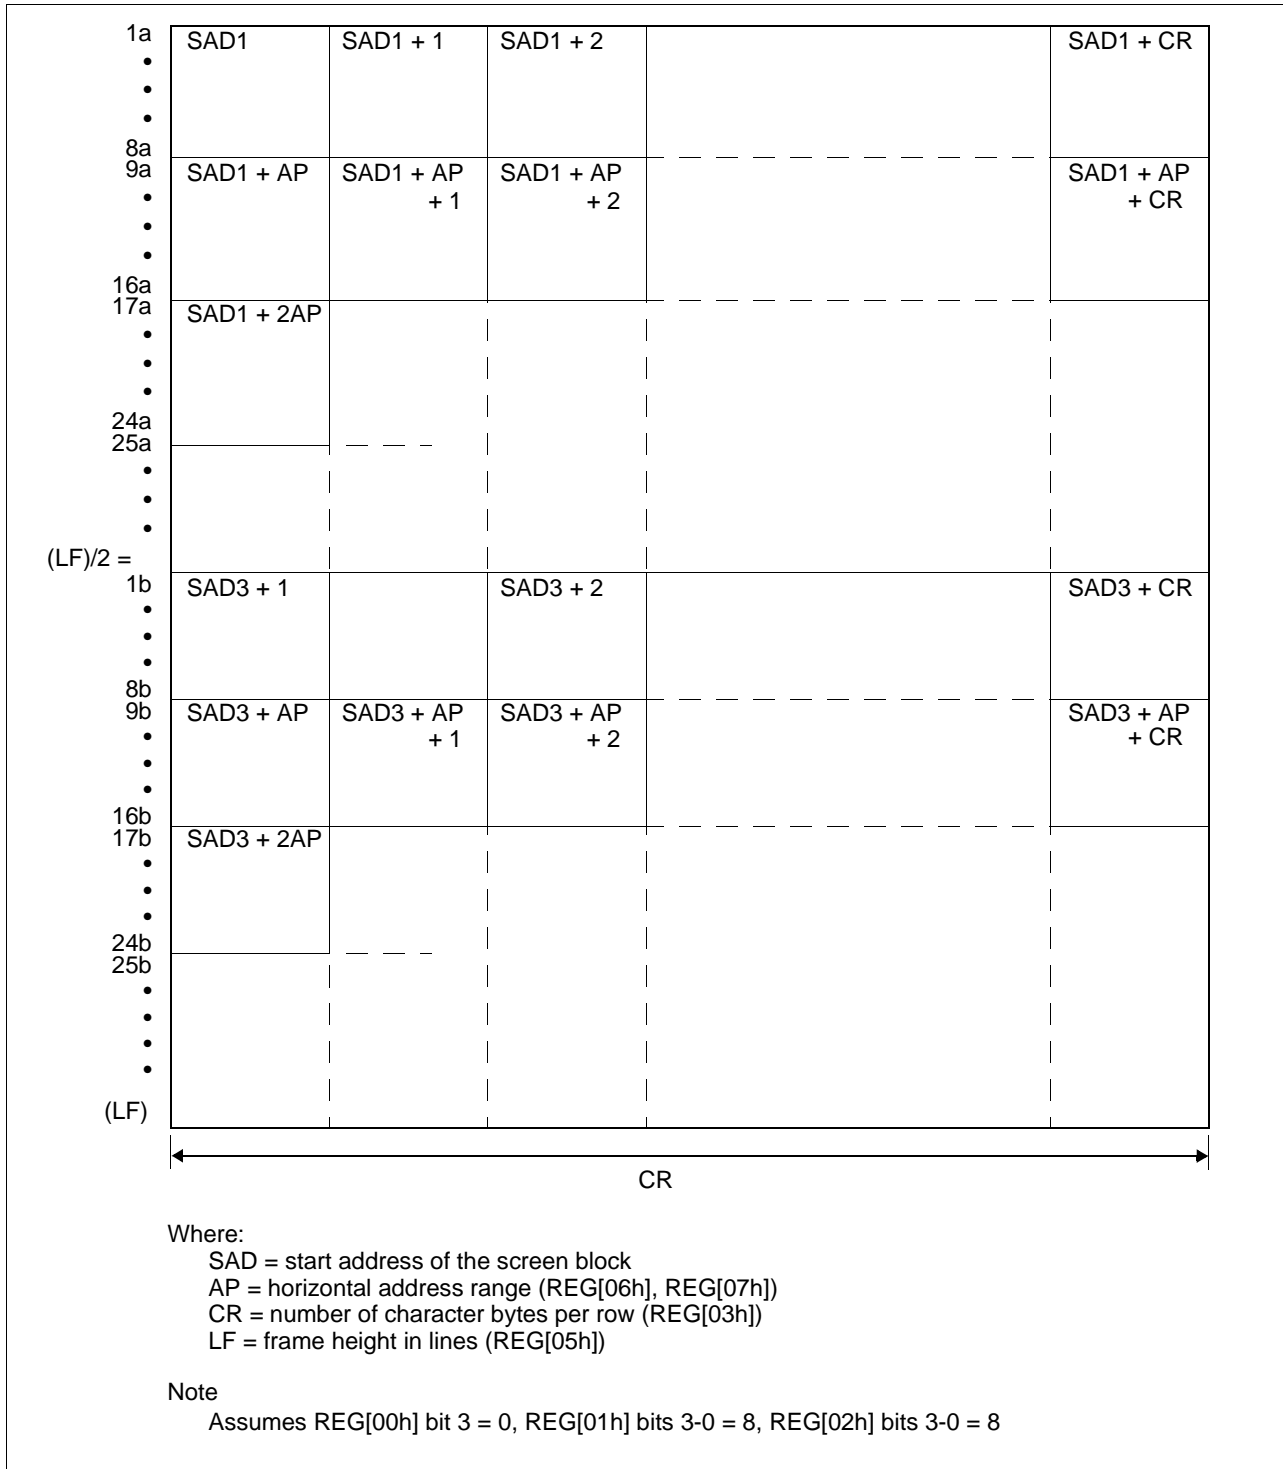 1a SAD1 SAD1 + 1 SAD1 + 2 SAD1 + CR
•
•
•
8a
9a SAD1 + AP SAD1 + AP SAD1 + AP SAD1 + AP
• + 1 + 2 + CR
•
•
16a
17a SAD1 + 2AP
•
•
•
24a
25a
•
•
•
(LF)/2 =
1b SAD3 + 1 SAD3 + 2 SAD3 + CR
•
•
•
8b
9b SAD3 + AP SAD3 + AP SAD3 + AP SAD3 + AP
• + 1 + 2 + CR
•
•
16b
17b SAD3 + 2AP
•
•
•
24b
25b
•
•
•
•
(LF)
CR
Where:
SAD = start address of the screen block
AP = horizontal address range (REG[06h], REG[07h])
CR = number of character bytes per row (REG[03h])
LF = frame height in lines (REG[05h])
Note
Assumes REG[00h] bit 3 = 0, REG[01h] bits 3-0 = 8, REG[02h] bits 3-0 = 8